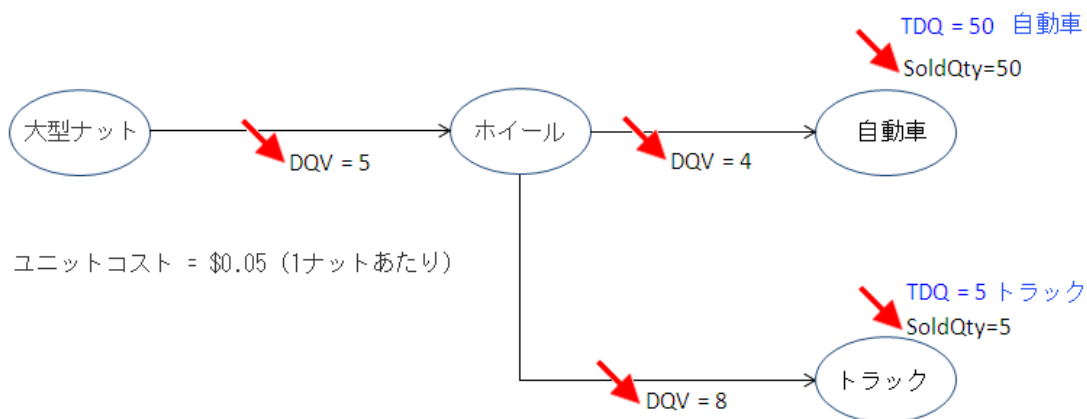 TDQ = 50 自動車
SoldQty=50
大型ナット
ホイール
自動車
DQV = 5
DQV = 4
ユニットコスト = $0.05 (1ナットあたり)
TDQ = 5 トラック
SoldQty=5
トラック
DQV = 8